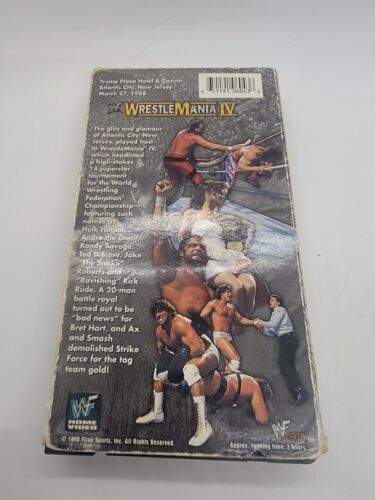 Trump Plaza Hotel & Casino
Atlantic City, New Jersey
March 27, 1988
WRESTLEMANIA IV
The glitz and glamour
of Atlantic City, New
Jersey, played host
to WrestleMania IV,
which headlined
a high-stakes
14 superstar
tournament for
the World
Wrestling
Federation
Championship—
featuring such
names as
Hulk Hogan,
Andre the Giant,
Randy Savage,
Ted DiBiase, Jake
"The Snake"
Roberts and
"Ravishing" Rick
Rude. A 20-man
battle royal
turned out to be
"bad news" for
Bret Hart, and Ax
and Smash
demolished Strike
Force for the tag
team gold!
HOME
VIDEO
Titan Sports, Inc. All Rights Reserved.
Approx. running time: 3 hours.